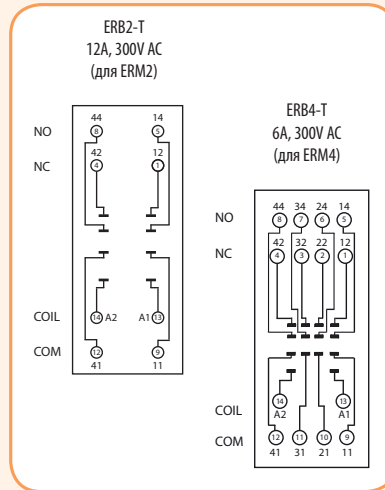 ERB2-T
12A, 300V AC
(для ERM2)
44 14
NO 8 5
42 12
NC 4 1
COIL 14 A2 A1 13
COM 12 9
41 11
ERB4-T
6A, 300V AC
(для ERM4)
44 34 24 14
NO 8 7 6 5
42 32 22 12
NC 4 3 2 1
14 13
COIL A2 A1
COM 12 11 10 9
41 31 21 11